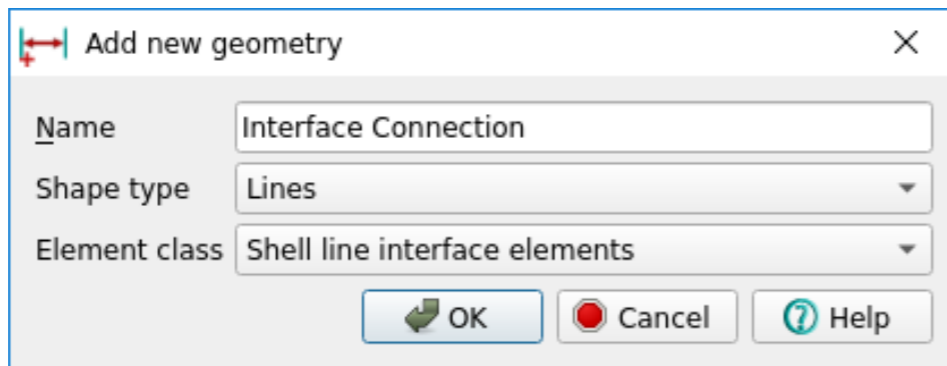 Add new geometry
Name Interface Connection
Shape type Lines
Element class Shell line interface elements
OK Cancel Help